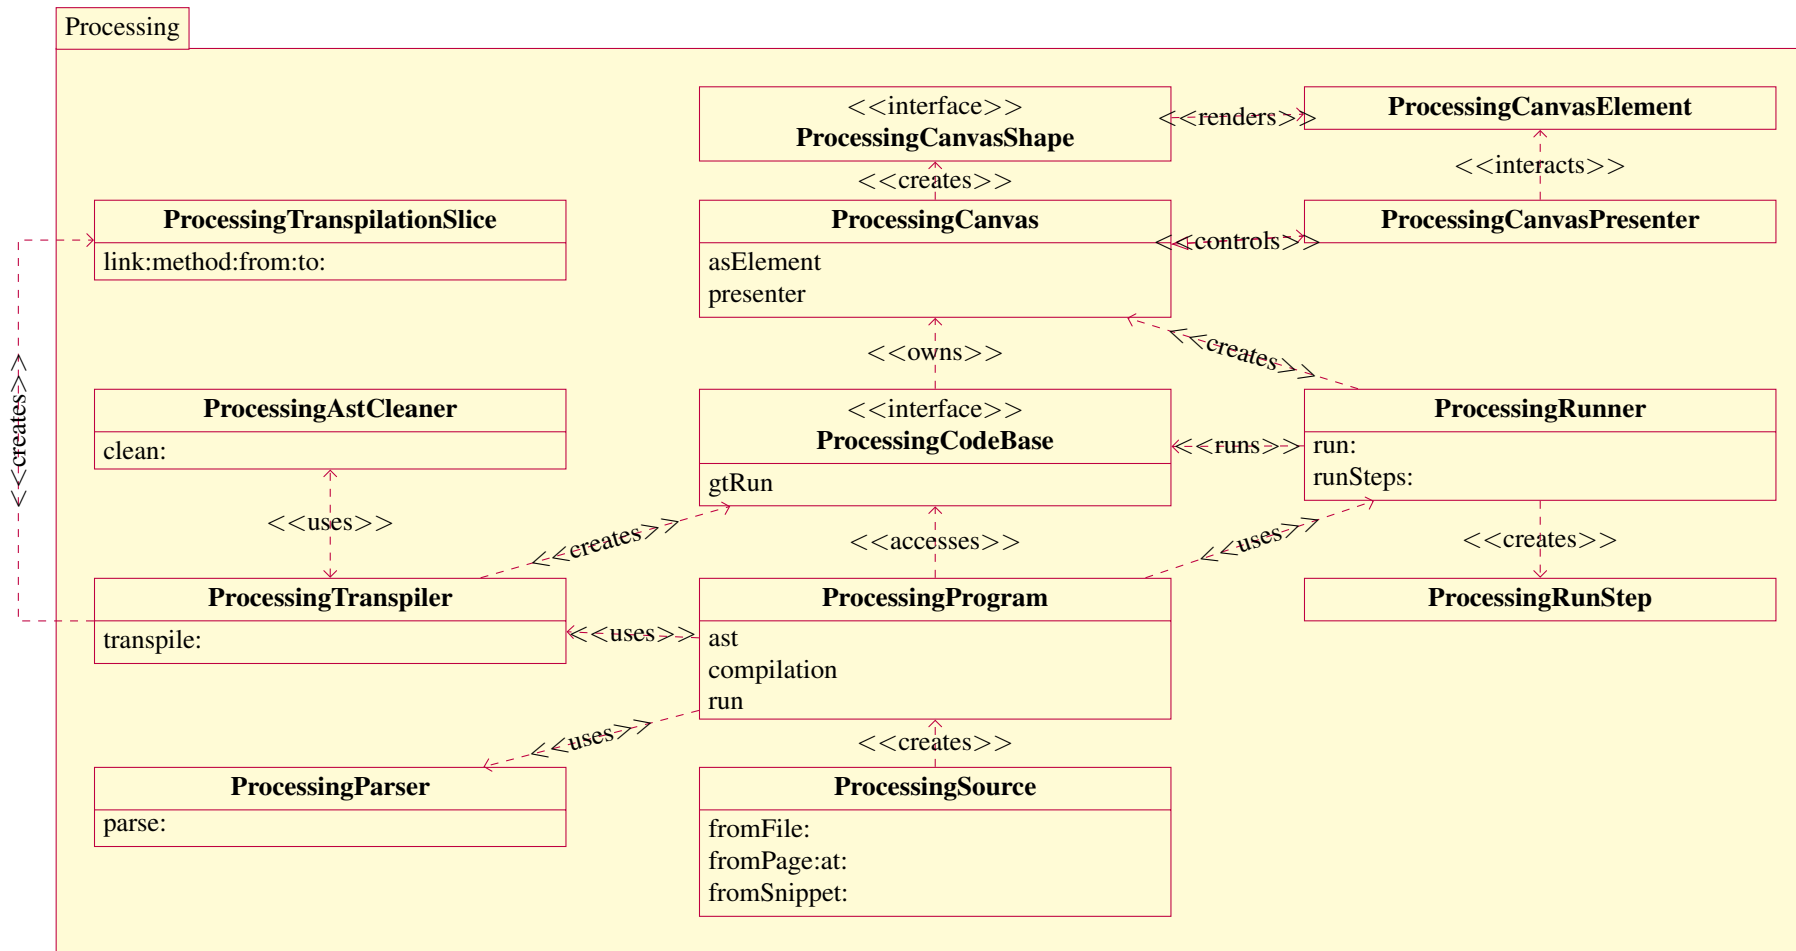 Processing
<<interface>>
ProcessingCanvasShape
<<renders>>
ProcessingCanvasElement
<<creates>>
<<interacts>>
ProcessingTranspilationSlice
link:method:from:to:
ProcessingCanvas
asElement
presenter
<<controls>>
ProcessingCanvasPresenter
<<owns>>
<<creates>>
<<creates>>
ProcessingAstCleaner
clean:
<<interface>>
ProcessingCodeBase
gtRun
<<runs>>
ProcessingRunner
run:
runSteps:
<<uses>>
<<creates>>
<<accesses>>
<<uses>>
<<creates>>
ProcessingTranspiler
transpile:
<<uses>>
ProcessingProgram
ast
compilation
run
ProcessingRunStep
<<uses>>
<<creates>>
ProcessingParser
parse:
ProcessingSource
fromFile:
fromPage:at:
fromSnippet: